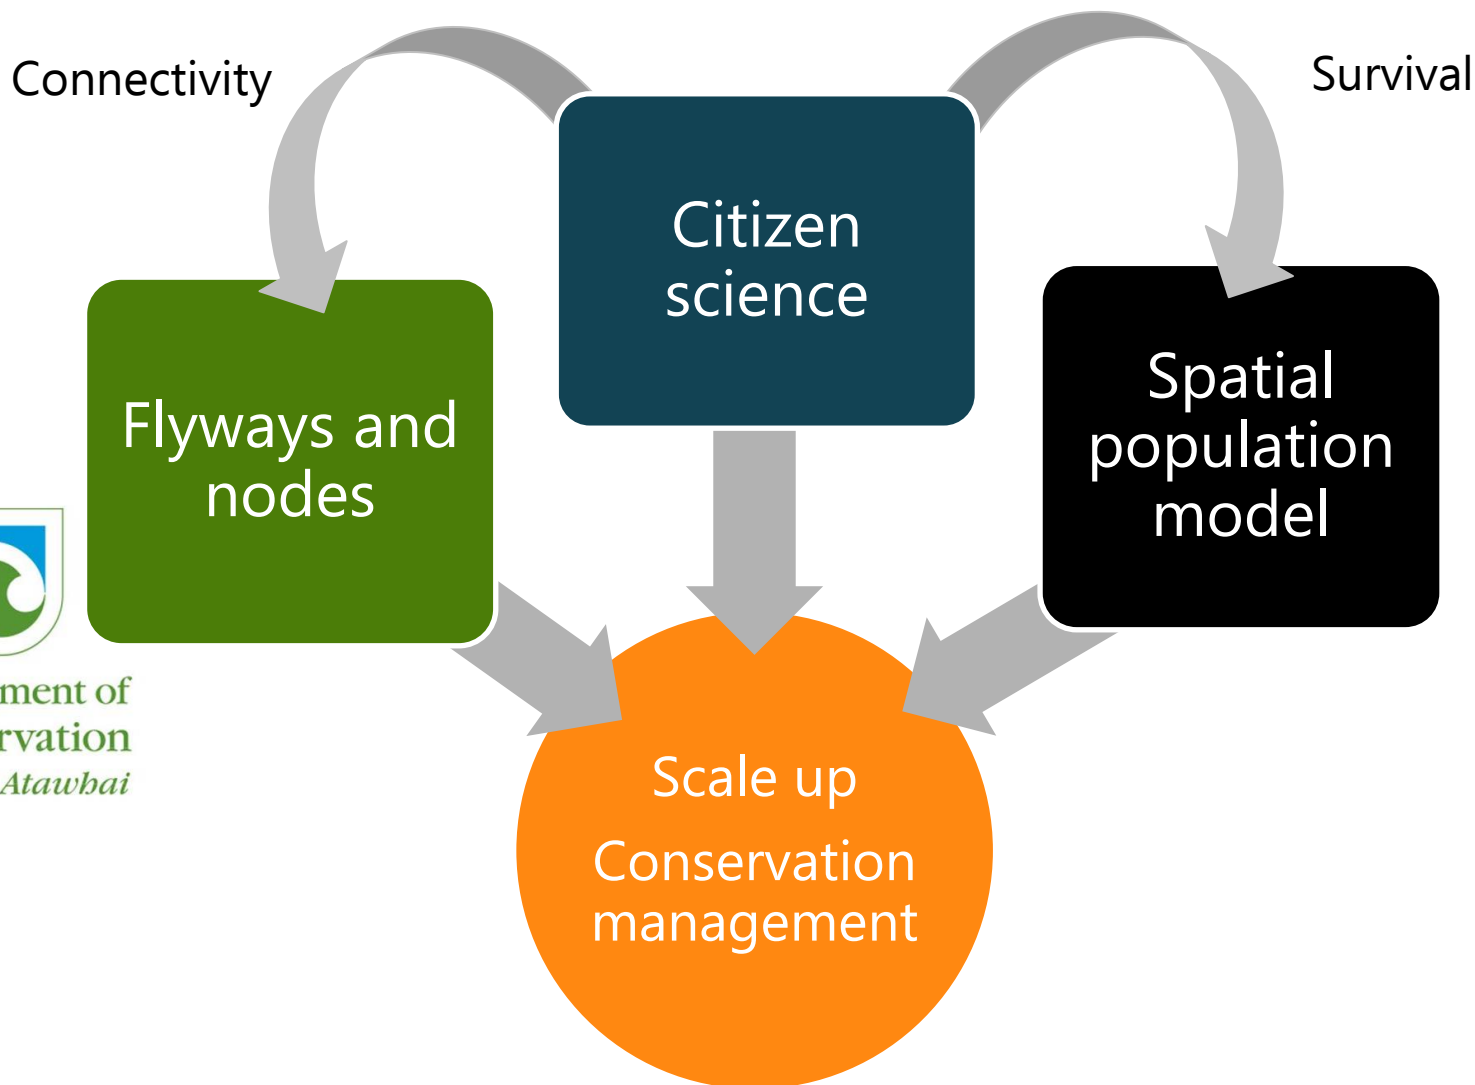 Connectivity
Survival
Citizen
science
Flyways and
nodes
Spatial
population
model
ment of
rvation
Atawhai
Scale up
Conservation
management